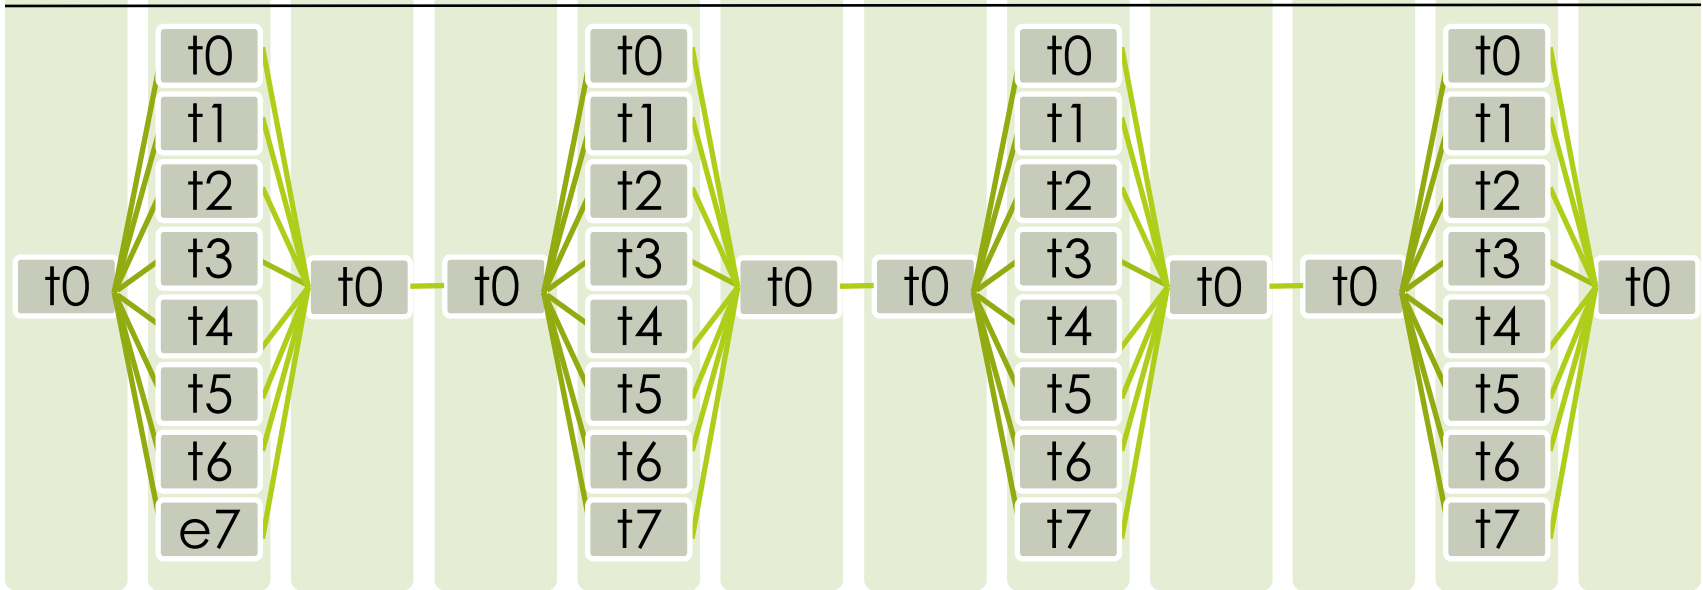 t0 t0 t0 t0
t1 t1 t1 t1
t2 t2 t2 t2
t3 t3 t3 t3
t0 t0 t0 t0 t0 t0 t0 t0
t4 t4 t4 t4
t5 t5 t5 t5
t6 t6 t6 t6
e7 t7 t7 t7